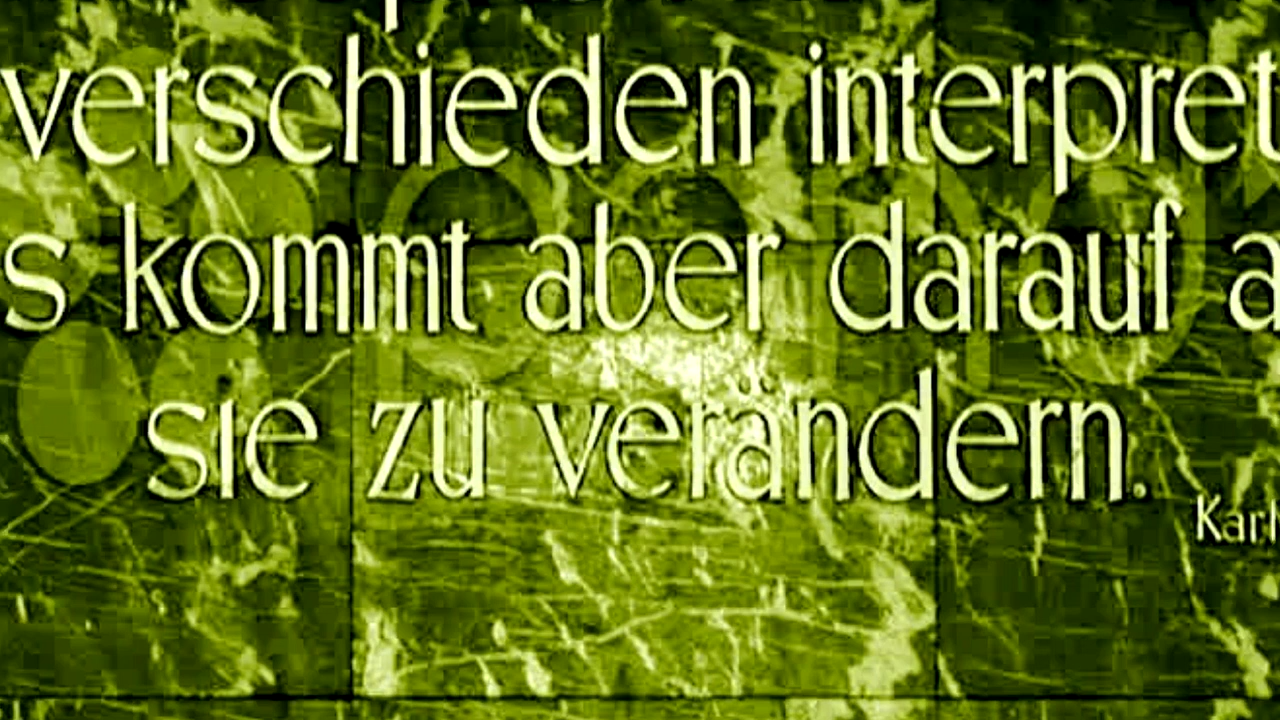 verschieden interpret
s kommt aber darauf a
sie zu verändern.
Karl